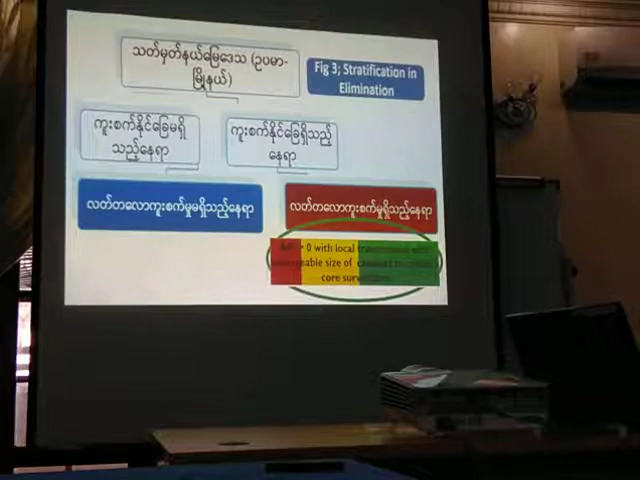 သတ်မှတ်နယ်မြေဒေသ (ဥပမာ-
မြို့နယ်)
Fig 3; Stratification in
Elimination
ကူးစက်နိုင်ခြေမရှိ
သည့်နေရာ
ကူးစက်နိုင်ခြေရှိသည့်
နေရာ
လတ်တလောကူးစက်မှုမရှိသည့်နေရာ
လတ်တလောကူးစက်မှုရှိသည့်နေရာ
0 with local
size of
core